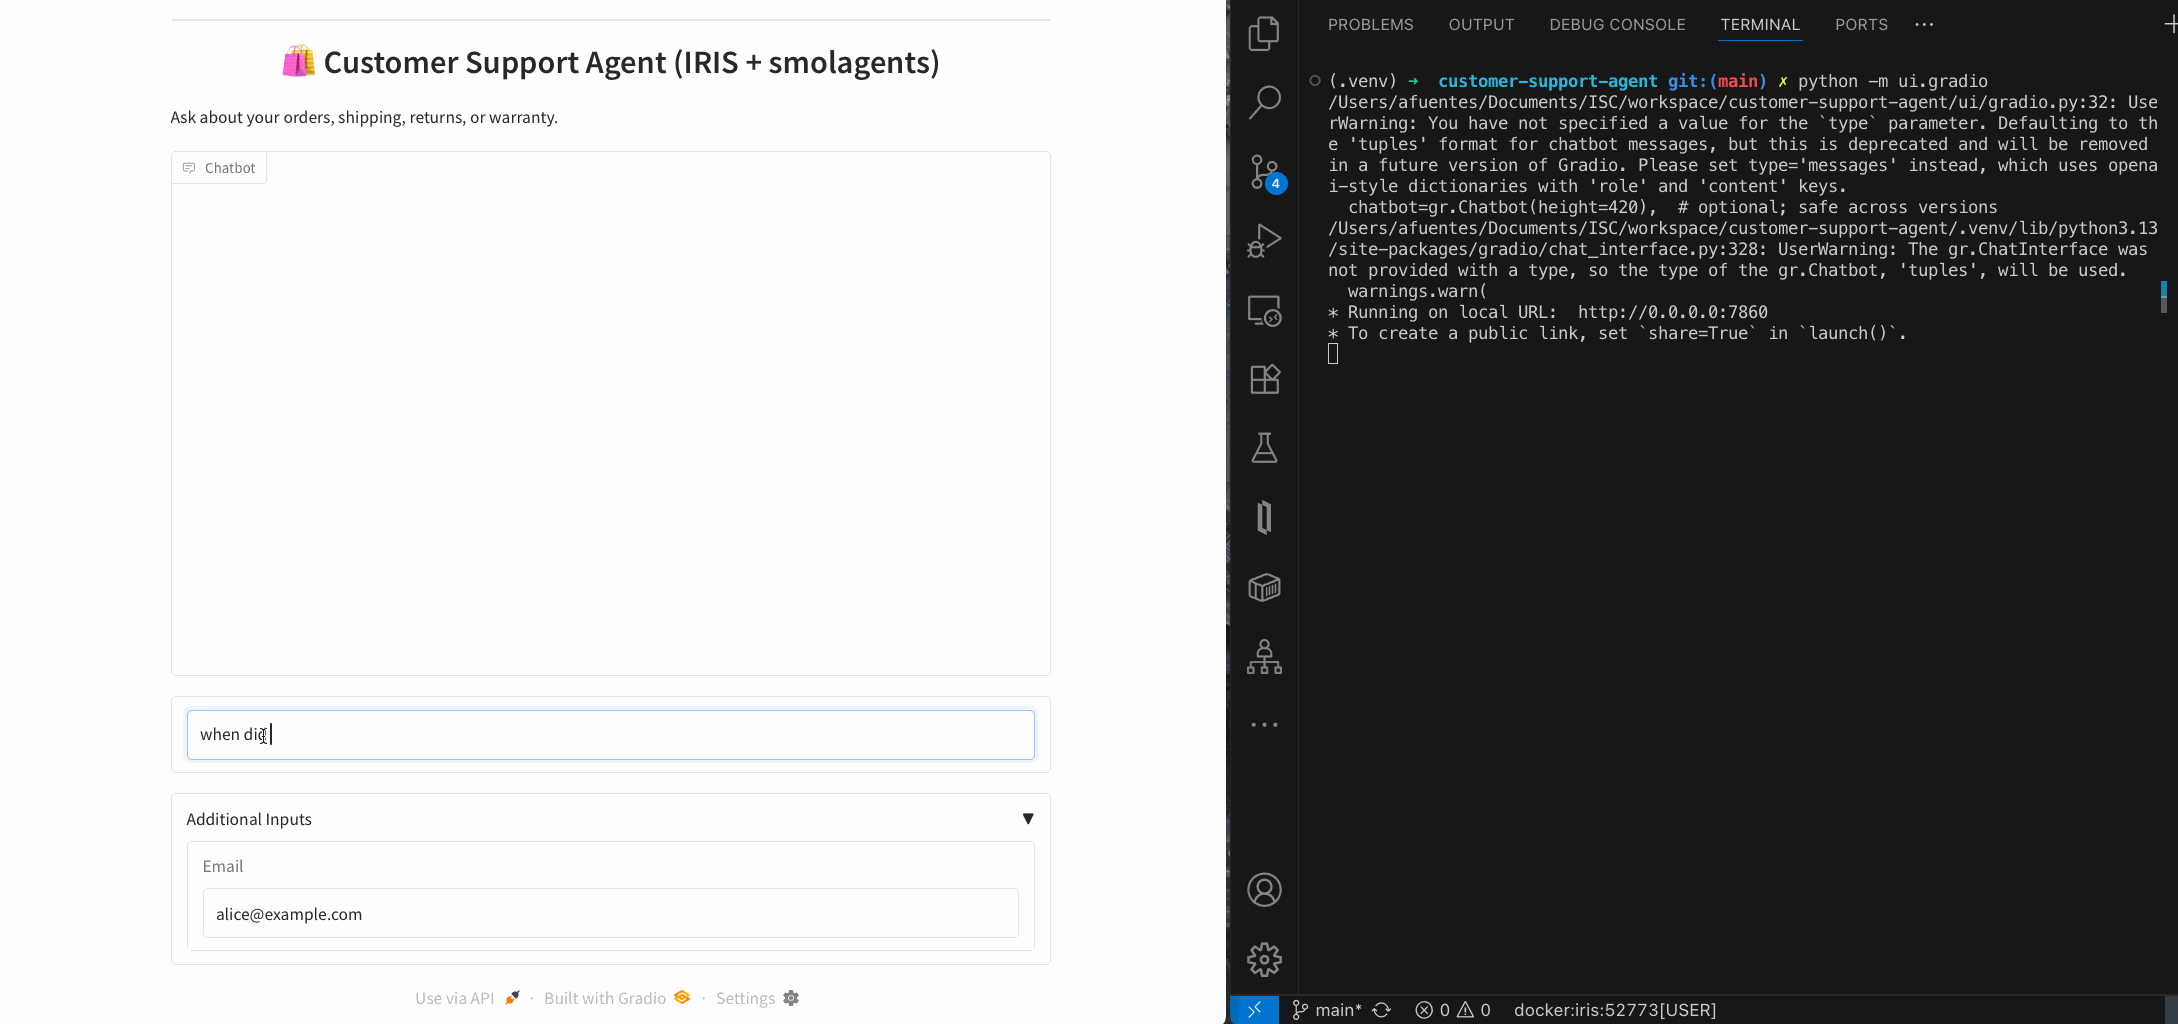 🛍️ Customer Support Agent (IRIS + smolagents)
Ask about your orders, shipping, returns, or warranty.
Chatbot
when did
Additional Inputs ▼
Email
alice@example.com
Use via API 🚀 · Built with Gradio · Settings
PROBLEMS OUTPUT DEBUG CONSOLE TERMINAL PORTS ···
4
(.venv) ➜ customer-support-agent git:(main) ✗ python -m ui.gradio
/Users/afuentes/Documents/ISC/workspace/customer-support-agent/ui/gradio.py:32: Use
rWarning: You have not specified a value for the `type` parameter. Defaulting to th
e 'tuples' format for chatbot messages, but this is deprecated and will be removed
in a future version of Gradio. Please set type='messages' instead, which uses opena
i-style dictionaries with 'role' and 'content' keys.
  chatbot=gr.Chatbot(height=420),  # optional; safe across versions
/Users/afuentes/Documents/ISC/workspace/customer-support-agent/.venv/lib/python3.13
/site-packages/gradio/chat_interface.py:328: UserWarning: The gr.ChatInterface was
not provided with a type, so the type of the gr.Chatbot, 'tuples', will be used.
  warnings.warn(
* Running on local URL:  http://0.0.0.0:7860
* To create a public link, set `share=True` in `launch()`.
main* 0 0 docker:iris:52773[USER]